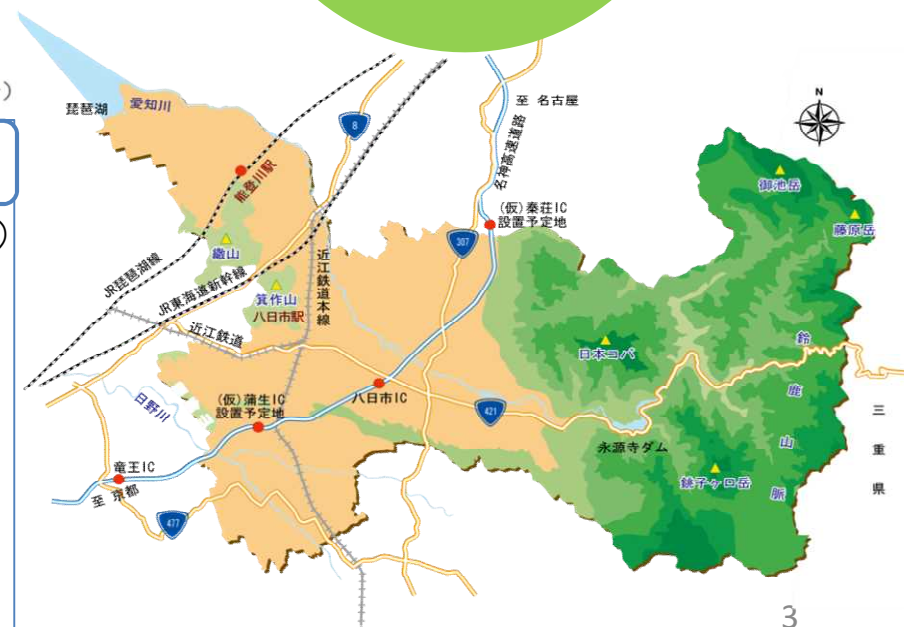 )
)
琵琶湖
愛知川
8
至 名古屋
名神高速道路
N
御池岳
藤原岳
能登川駅
(仮)秦荘IC
設置予定地
307
繖山
JR琵琶湖線
JR東海道新幹線
近江鉄道本線
箕作山
八日市駅
近江鉄道
日本コバ
鈴鹿山脈
日野川
(仮)蒲生IC
設置予定地
八日市IC
421
三重県
永源寺ダム
竜王IC
至 京都
銚子ヶ口岳
477
3